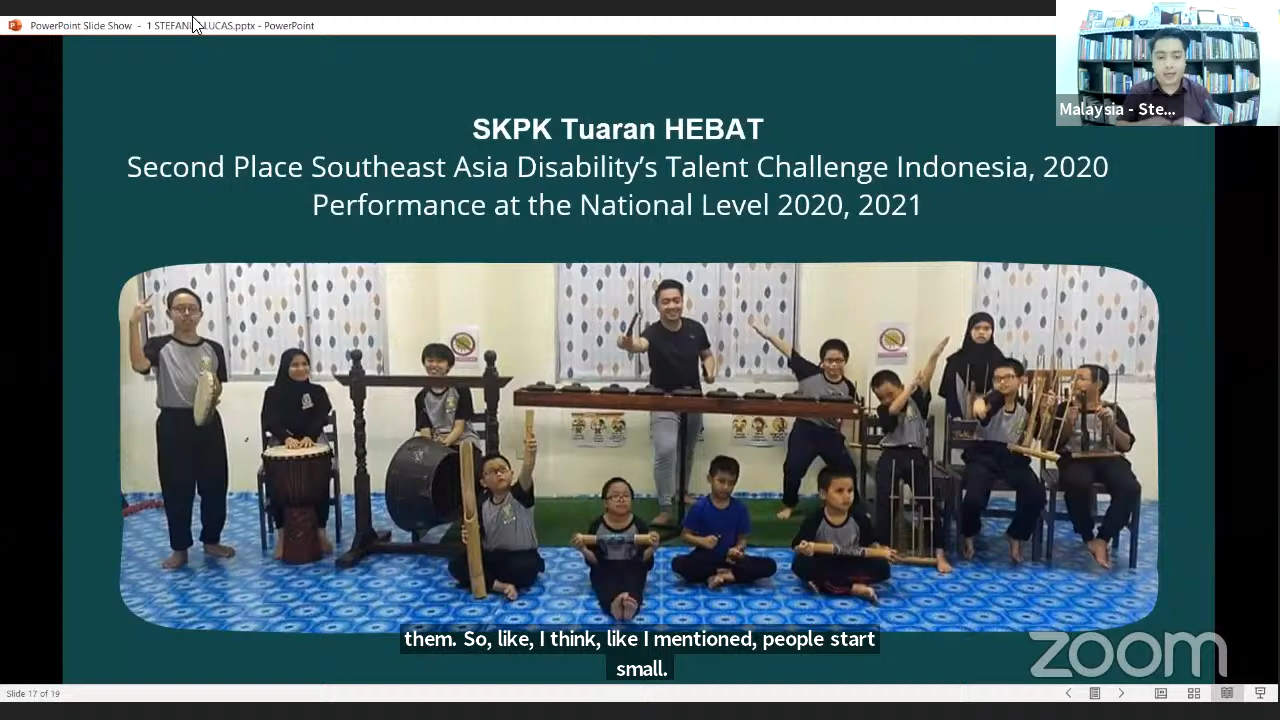 PowerPoint Slide Show - 1 STEFANU LUCAS.pptx - PowerPoint
Malaysia - Ste...
SKPK Tuaran HEBAT
Second Place Southeast Asia Disability’s Talent Challenge Indonesia, 2020
Performance at the National Level 2020, 2021
them. So, like, I think, like I mentioned, people start
small.
zoom
Slide 17 of 19